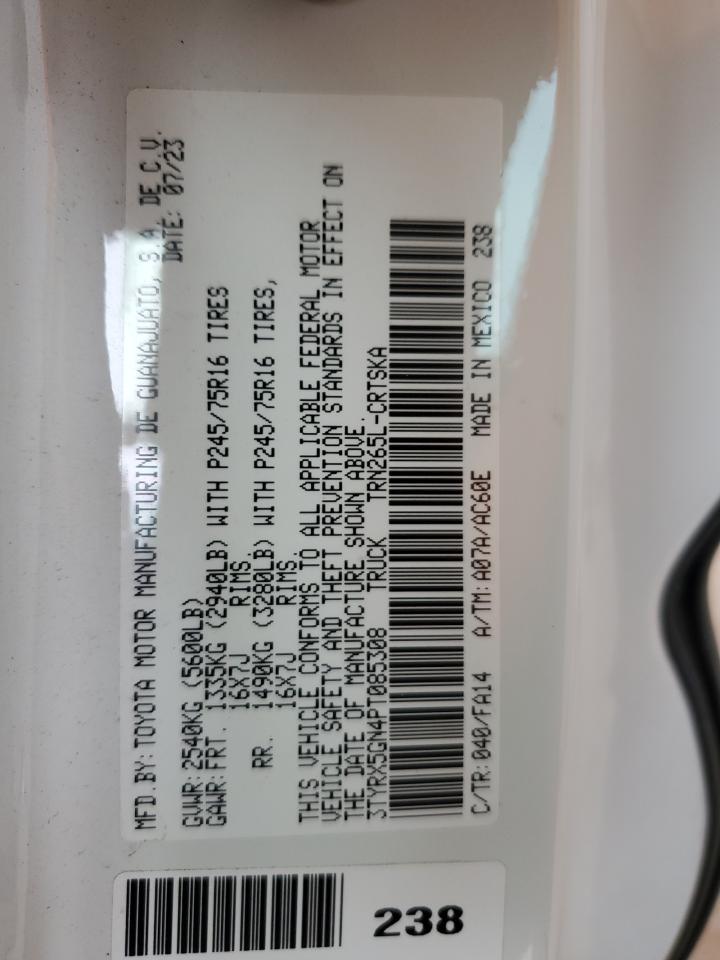 MFD.BY:TOYOTA MOTOR MANUFACTURING DE GUANAJUATO, S.A. DE C.V.
DATE: 07/23
GVWR:2540KG (5600LB)
GAWR:FRT. 1335KG (2940LB) WITH P245/75R16 TIRES
16X7J RIMS.
RR. 1490KG (3280LB) WITH P245/75R16 TIRES,
16X7J RIMS.
THIS VEHICLE CONFORMS TO ALL APPLICABLE FEDERAL MOTOR
VEHICLE SAFETY AND THEFT PREVENTION STANDARDS IN EFFECT ON
THE DATE OF MANUFACTURE SHOWN ABOVE.
3TYRX5GN4PT085308 TRUCK TRN265L-CRTSKA
C/TR:040/FA14 A/TM:A07A/AC60E MADE IN MEXICO 238
238